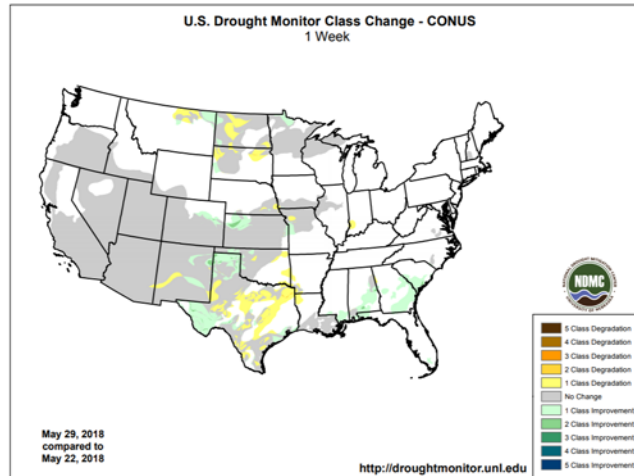 U.S. Drought Monitor Class Change - CONUS
1 Week
NDMC
5 Class Degradation
4 Class Degradation
3 Class Degradation
2 Class Degradation
1 Class Degradation
No Change
1 Class Improvement
2 Class Improvement
3 Class Improvement
4 Class Improvement
5 Class Improvement
May 29, 2018
compared to
May 22, 2018
http://droughtmonitor.unl.edu